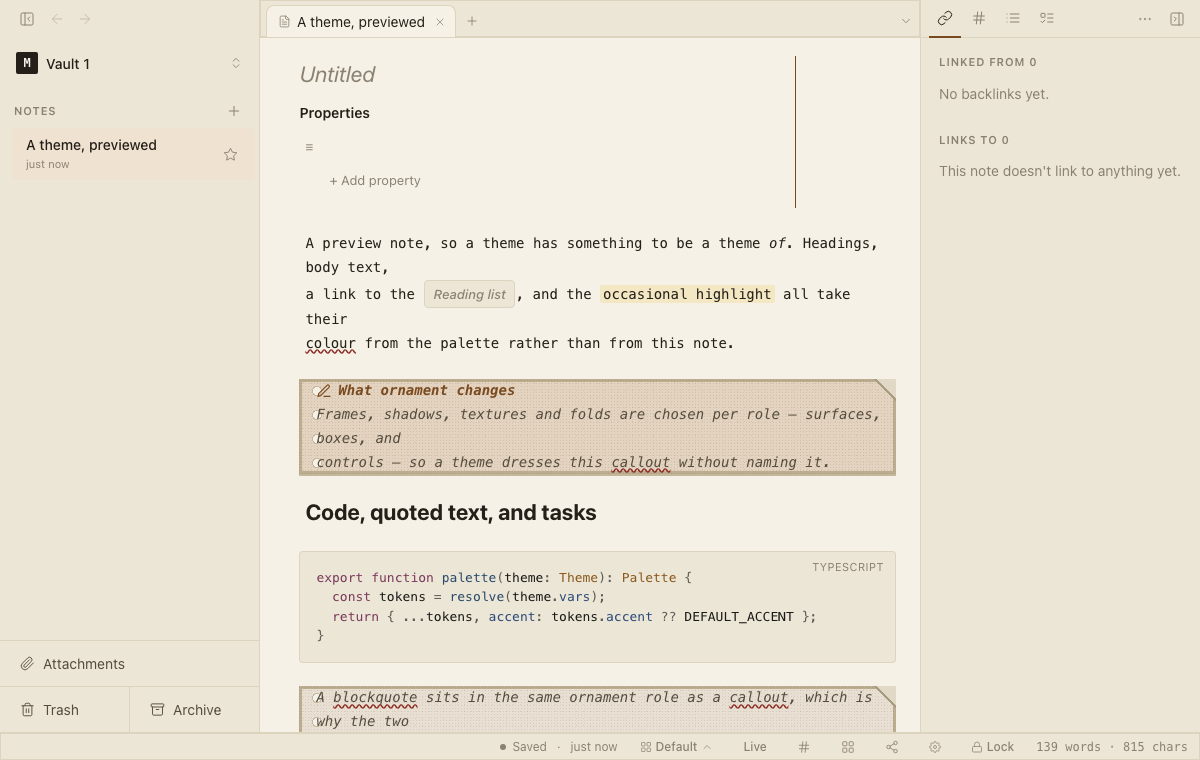 A theme, previewed
M Vault 1
NOTES
A theme, previewed
just now
Attachments
Trash
Archive
Untitled
Properties
+ Add property
A preview note, so a theme has something to be a theme of. Headings,
body text,
a link to the Reading list, and the occasional highlight all take
their
colour from the palette rather than from this note.
What ornament changes
Frames, shadows, textures and folds are chosen per role — surfaces,
boxes, and
controls — so a theme dresses this callout without naming it.
Code, quoted text, and tasks
TYPESCRIPT
export function palette(theme: Theme): Palette {
const tokens = resolve(theme.vars);
return { ...tokens, accent: tokens.accent ?? DEFAULT_ACCENT };
}
A blockquote sits in the same ornament role as a callout, which is
why the two
LINKED FROM 0
No backlinks yet.
LINKS TO 0
This note doesn't link to anything yet.
Saved · just now
Default
Live
Lock
139 words · 815 chars